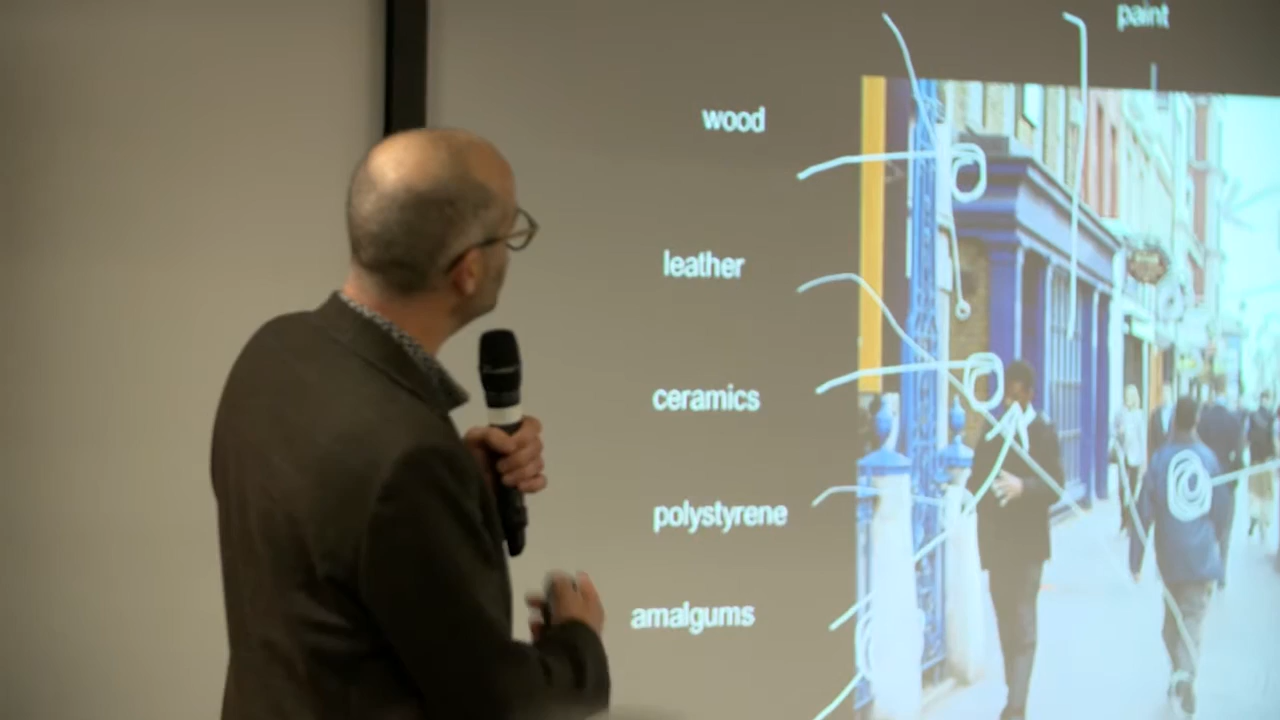 paint
wood
leather
ceramics
polystyrene
amalgums